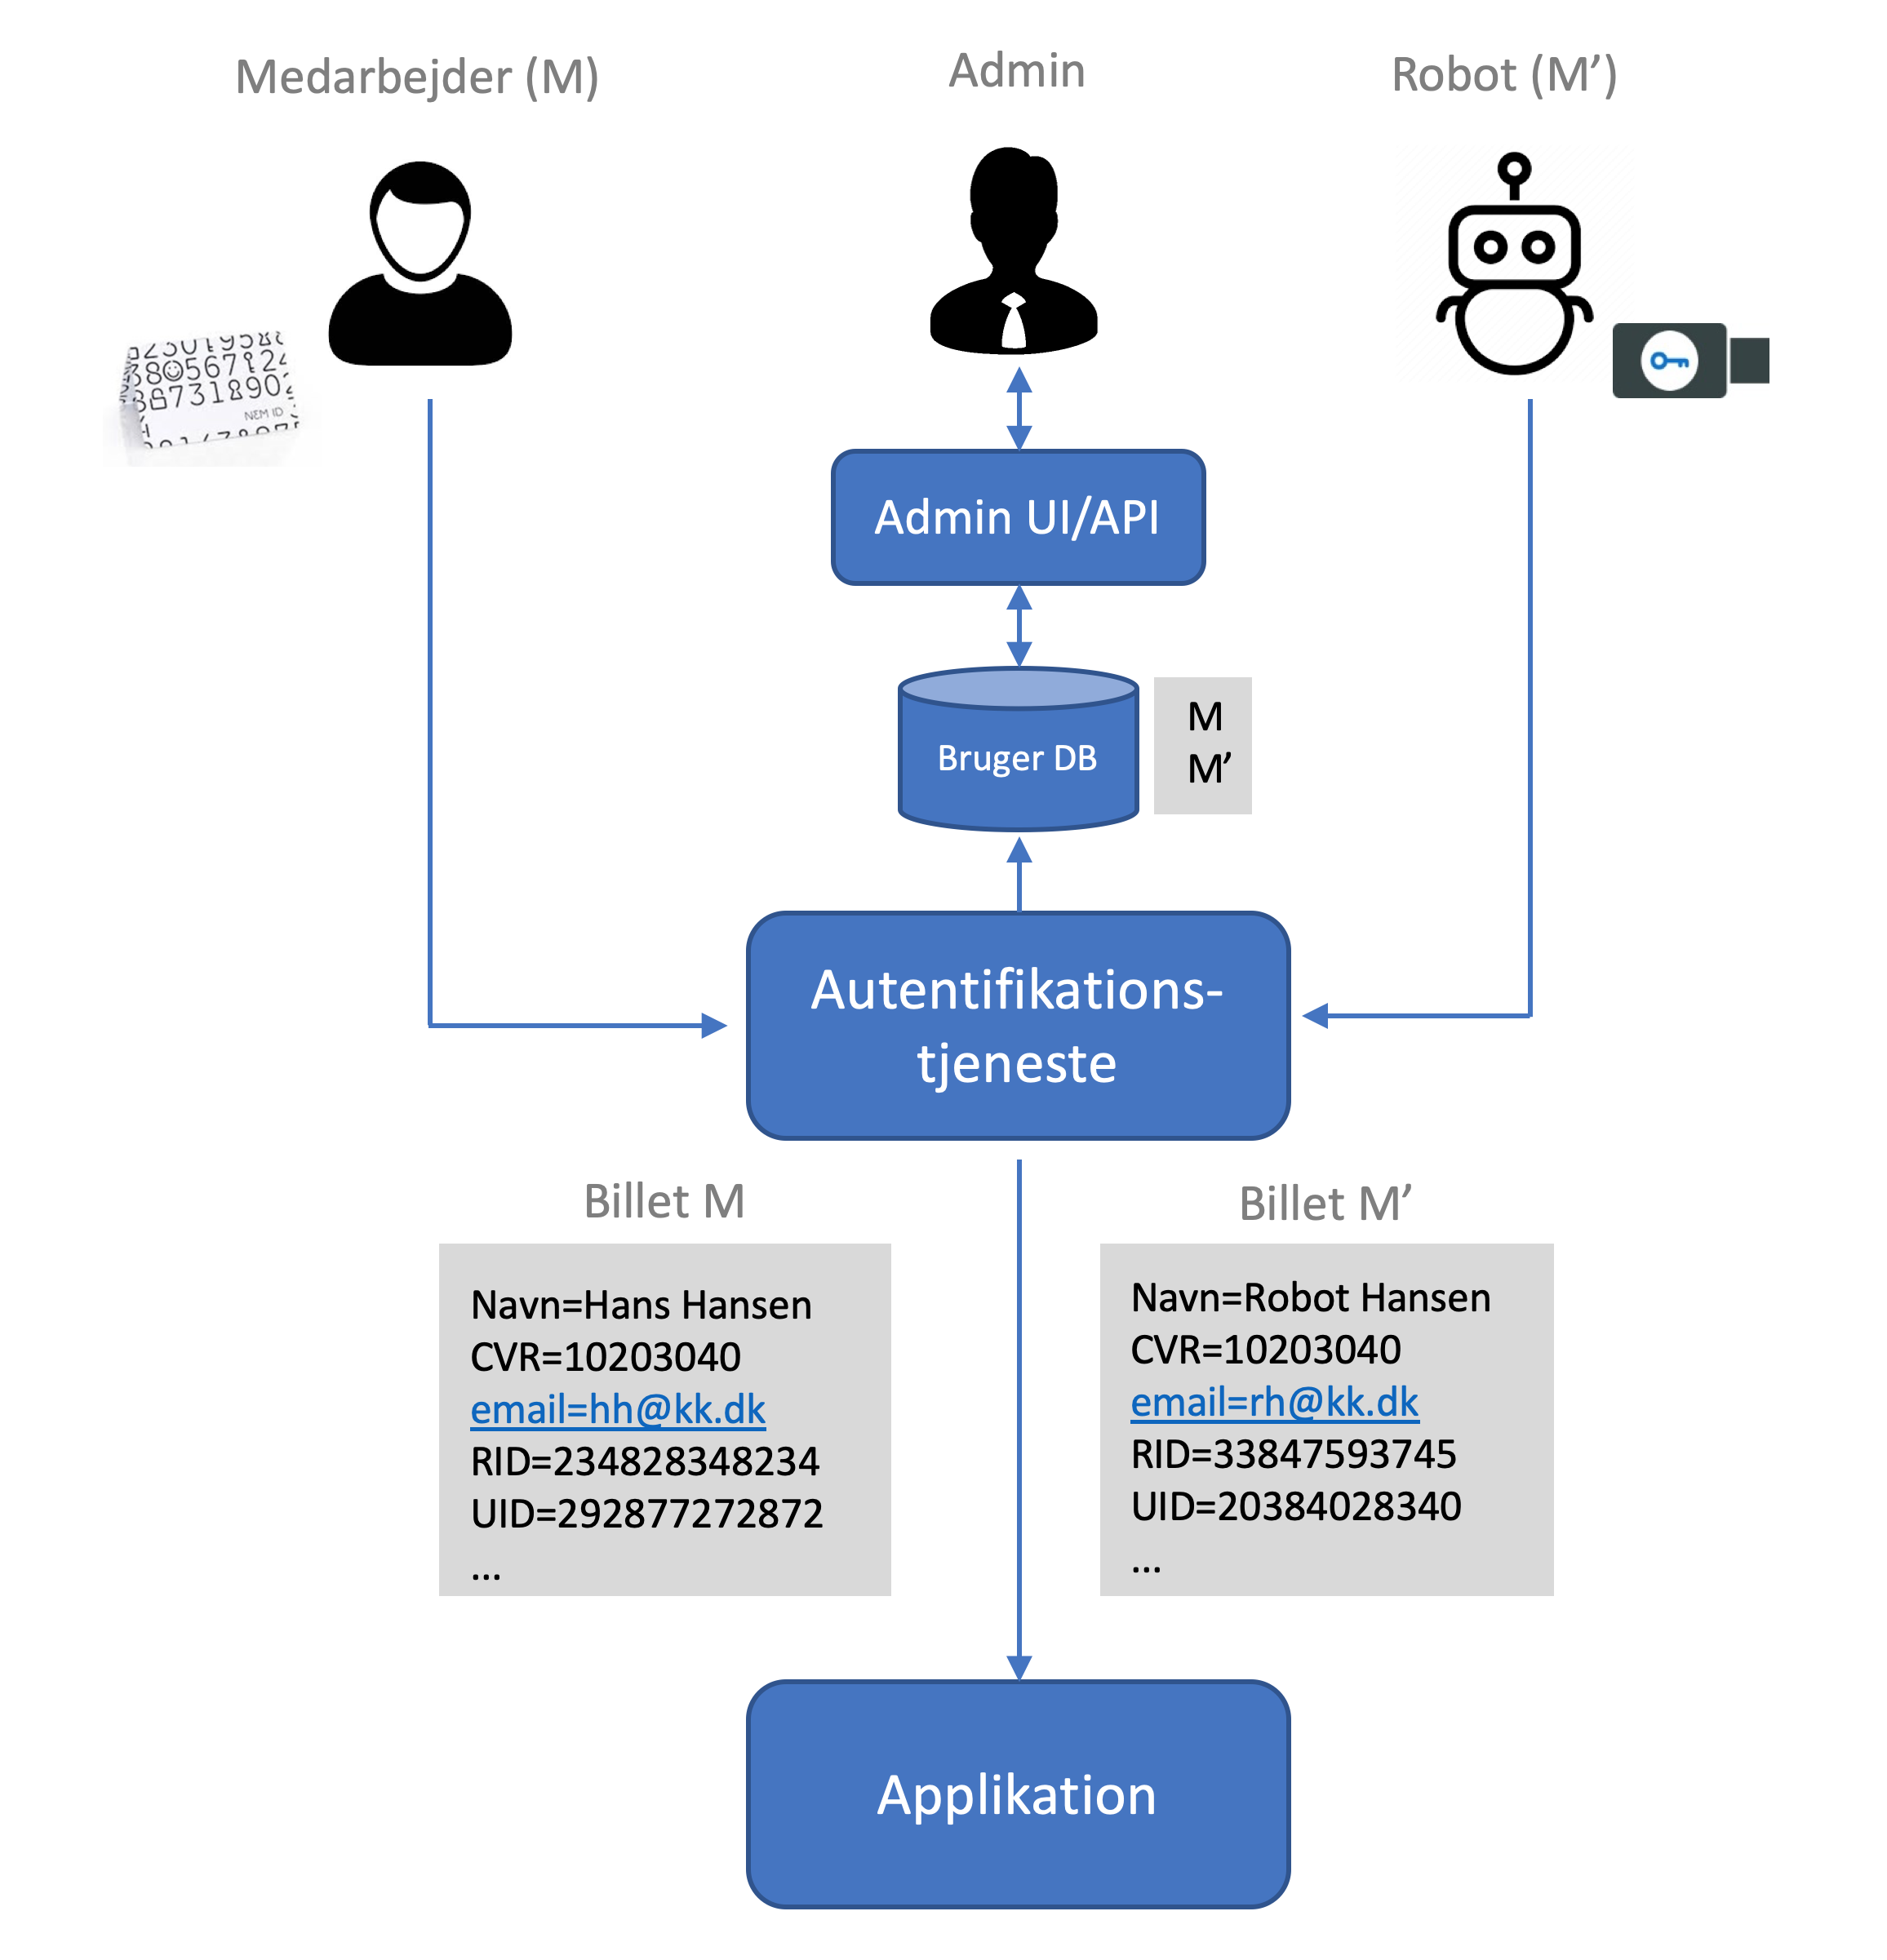 Medarbejder (M)
Admin
Robot (M’)
NEM ID
Admin UI/API
Bruger DB
M
M’
Autentifikations-
tjeneste
Billet M
Navn=Hans Hansen
CVR=10203040
email=hh@kk.dk
RID=234828348234
UID=292877272872
...
Billet M’
Navn=Robot Hansen
CVR=10203040
email=rh@kk.dk
RID=33847593745
UID=20384028340
...
Applikation